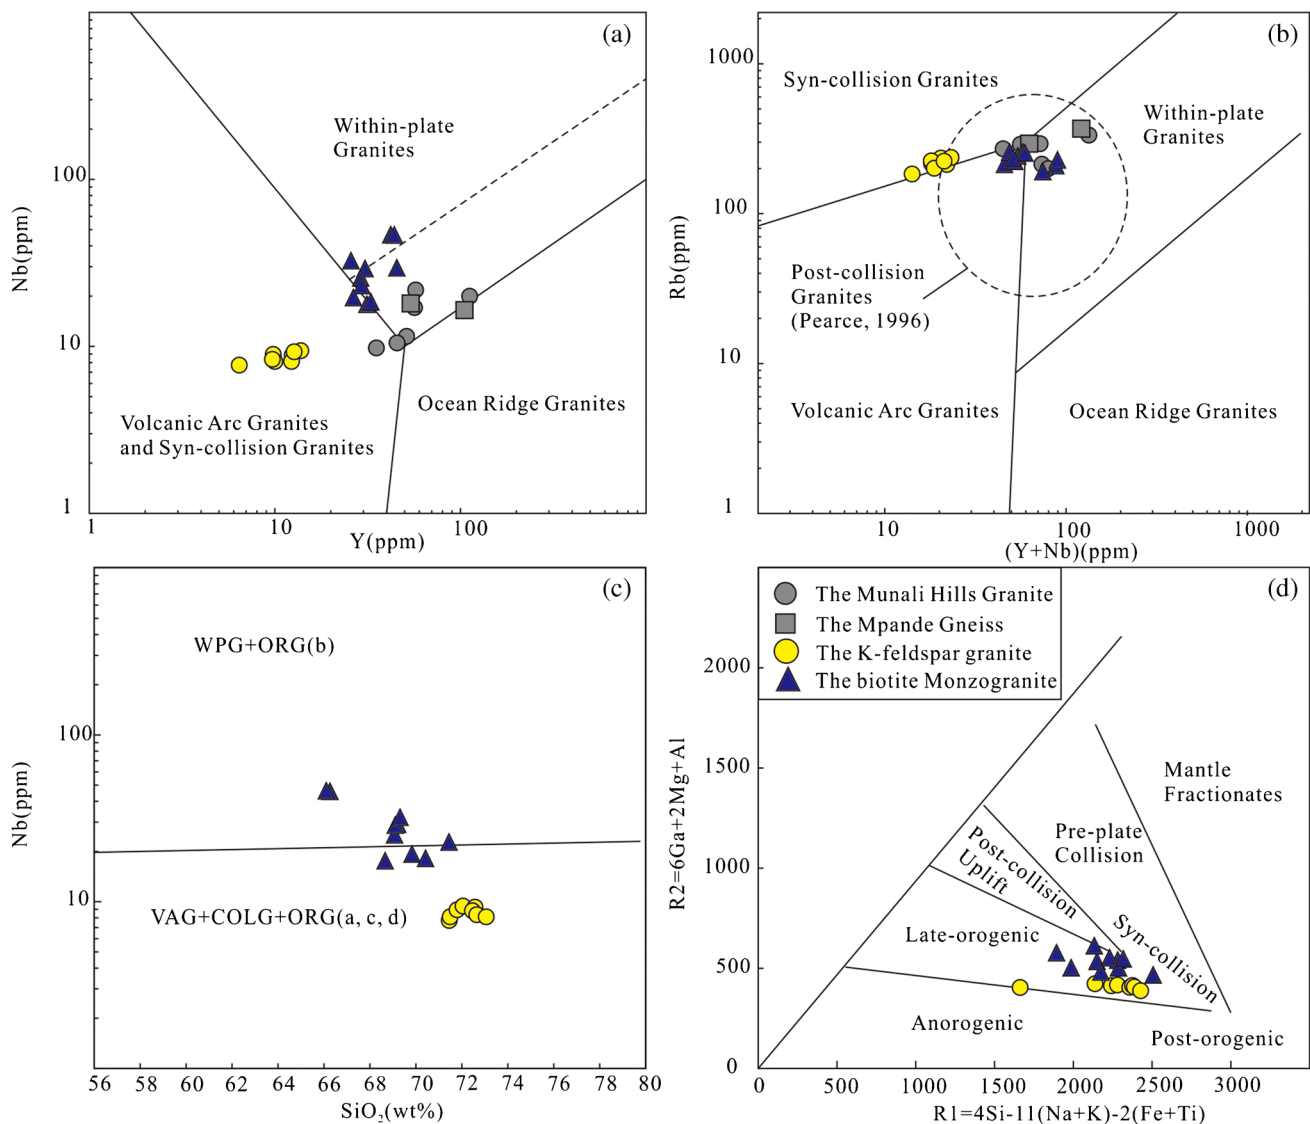 (a)
Nb(ppm)
100
10
1
Within-plate
Granites
Ocean Ridge Granites
Volcanic Arc Granites
and Syn-collision Granites
1
10
100
Y(ppm)
(b)
Rb(ppm)
1000
100
10
1
Syn-collision Granites
Within-plate
Granites
Post-collision
Granites
(Pearce, 1996)
Volcanic Arc Granites
Ocean Ridge Granites
10
100
1000
(Y+Nb)(ppm)
(c)
Nb(ppm)
100
10
WPG+ORG(b)
VAG+COLG+ORG(a, c, d)
56
60
62
64
66
68
70
72
74
76
78
80
SiO₂(wt%)
(d)
The Munali Hills Granite
The Mpande Gneiss
The K-feldspar granite
The biotite Monzogranite
R2=6Ga+2Mg+Al
2000
1500
1000
500
0
Mantle
Fractionates
Pre-plate
Collision
Post-collision
Uplift
Syn-collision
Late-orogenic
Anorogenic
Post-orogenic
0
500
1000
1500
2000
2500
3000
R1=4Si-11(Na+K)-2(Fe+Ti)